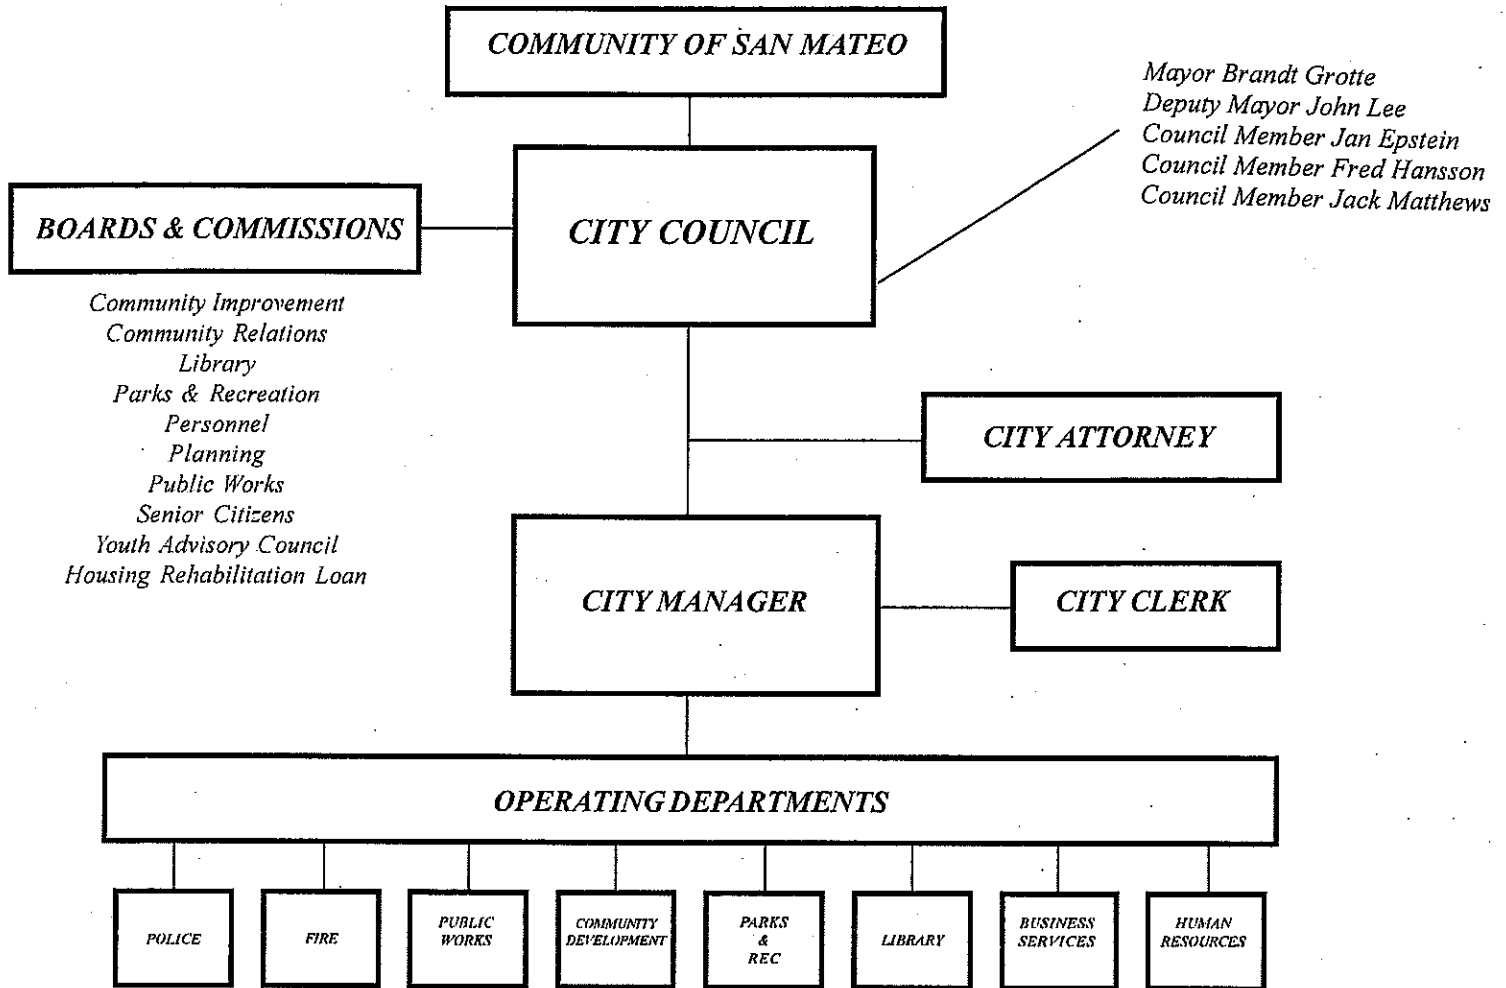 COMMUNITY OF SAN MATEO
Mayor Brandt Grotte
Deputy Mayor John Lee
Council Member Jan Epstein
Council Member Fred Hansson
Council Member Jack Matthews
BOARDS & COMMISSIONS
CITY COUNCIL
Community Improvement
Community Relations
Library
Parks & Recreation
Personnel
Planning
Public Works
Senior Citizens
Youth Advisory Council
Housing Rehabilitation Loan
CITY ATTORNEY
CITY MANAGER
CITY CLERK
OPERATING DEPARTMENTS
POLICE
FIRE
PUBLIC
WORKS
COMMUNITY
DEVELOPMENT
PARKS
&
REC
LIBRARY
BUSINESS
SERVICES
HUMAN
RESOURCES